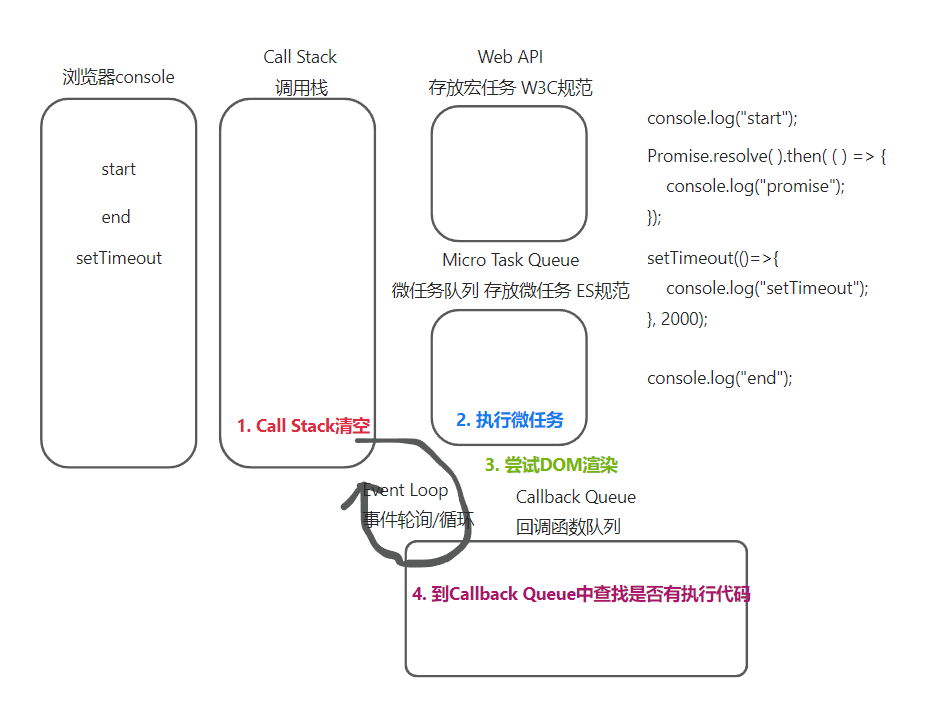 浏览器console
start
end
setTimeout
Call Stack
调用栈
1. Call Stack清空
Web API
存放宏任务 W3C规范
Micro Task Queue
微任务队列 存放微任务 ES规范
2. 执行微任务
3. 尝试DOM渲染
Event Loop
事件轮询/循环
Callback Queue
回调函数队列
4. 到Callback Queue中查找是否有执行代码
console.log("start");
Promise.resolve( ).then( ( ) => {
console.log("promise");
});
setTimeout(()=>{
console.log("setTimeout");
}, 2000);
console.log("end");